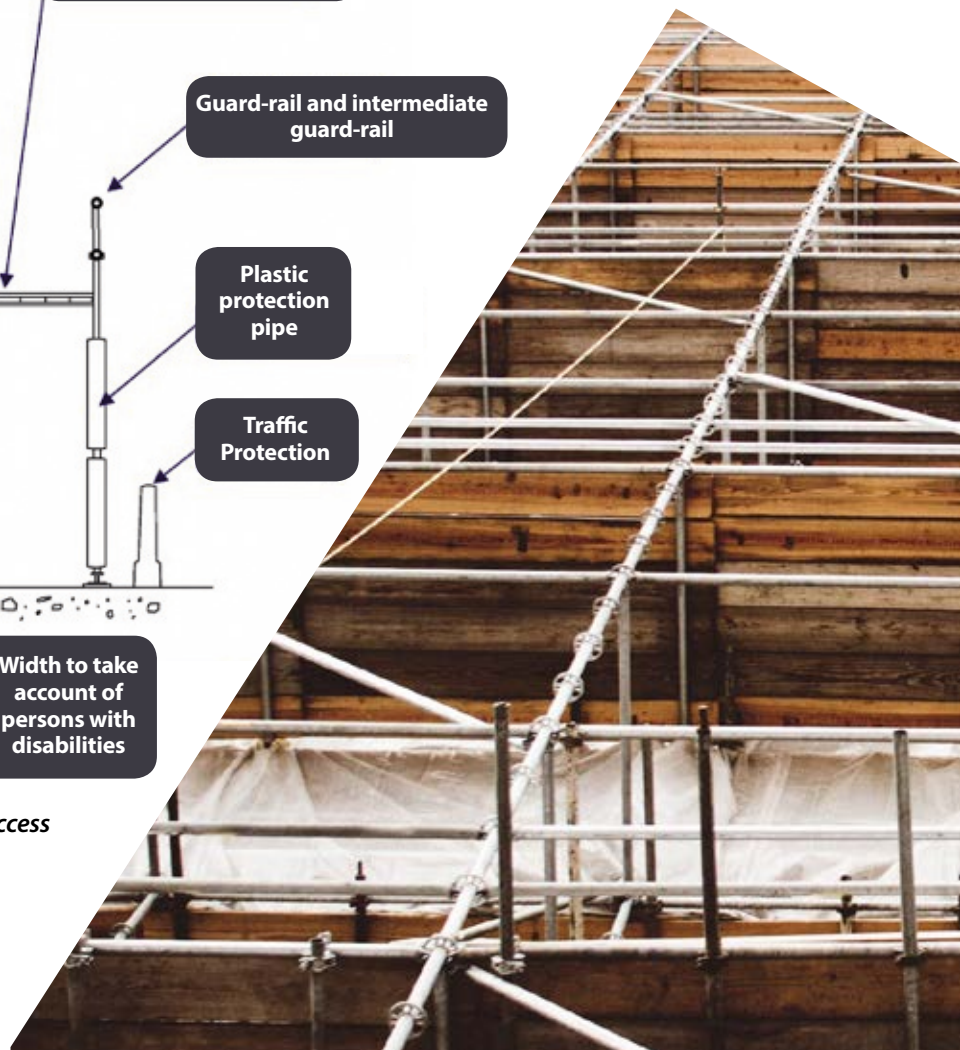 Guard-rail and intermediate
guard-rail
Plastic
protection
pipe
Traffic
Protection
Width to take
account of
persons with
disabilities